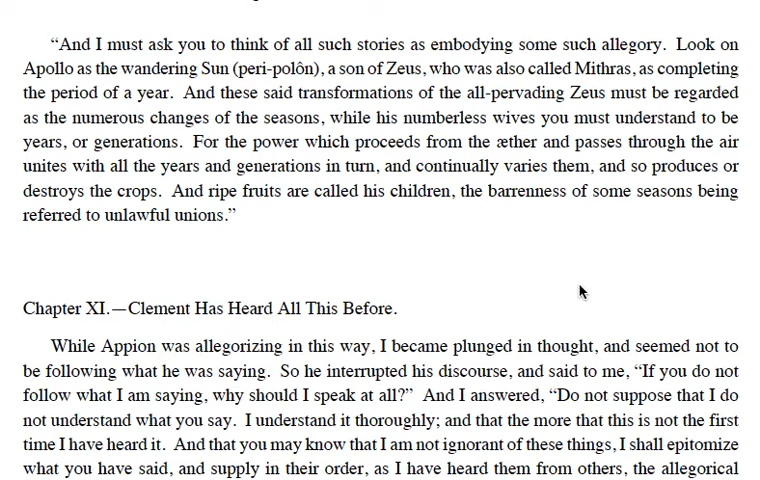 “And I must ask you to think of all such stories as embodying some such allegory.  Look on
Apollo as the wandering Sun (peri-polôn), a son of Zeus, who was also called Mithras, as completing
the period of a year.  And these said transformations of the all-pervading Zeus must be regarded
as the numerous changes of the seasons, while his numberless wives you must understand to be
years, or generations.  For the power which proceeds from the æther and passes through the air
unites with all the years and generations in turn, and continually varies them, and so produces or
destroys the crops.  And ripe fruits are called his children, the barrenness of some seasons being
referred to unlawful unions.”
Chapter XI.—Clement Has Heard All This Before.
While Appion was allegorizing in this way, I became plunged in thought, and seemed not to
be following what he was saying.  So he interrupted his discourse, and said to me, “If you do not
follow what I am saying, why should I speak at all?”  And I answered, “Do not suppose that I do
not understand what you say.  I understand it thoroughly; and that the more that this is not the first
time I have heard it.  And that you may know that I am not ignorant of these things, I shall epitomize
what you have said, and supply in their order, as I have heard them from others, the allegorical